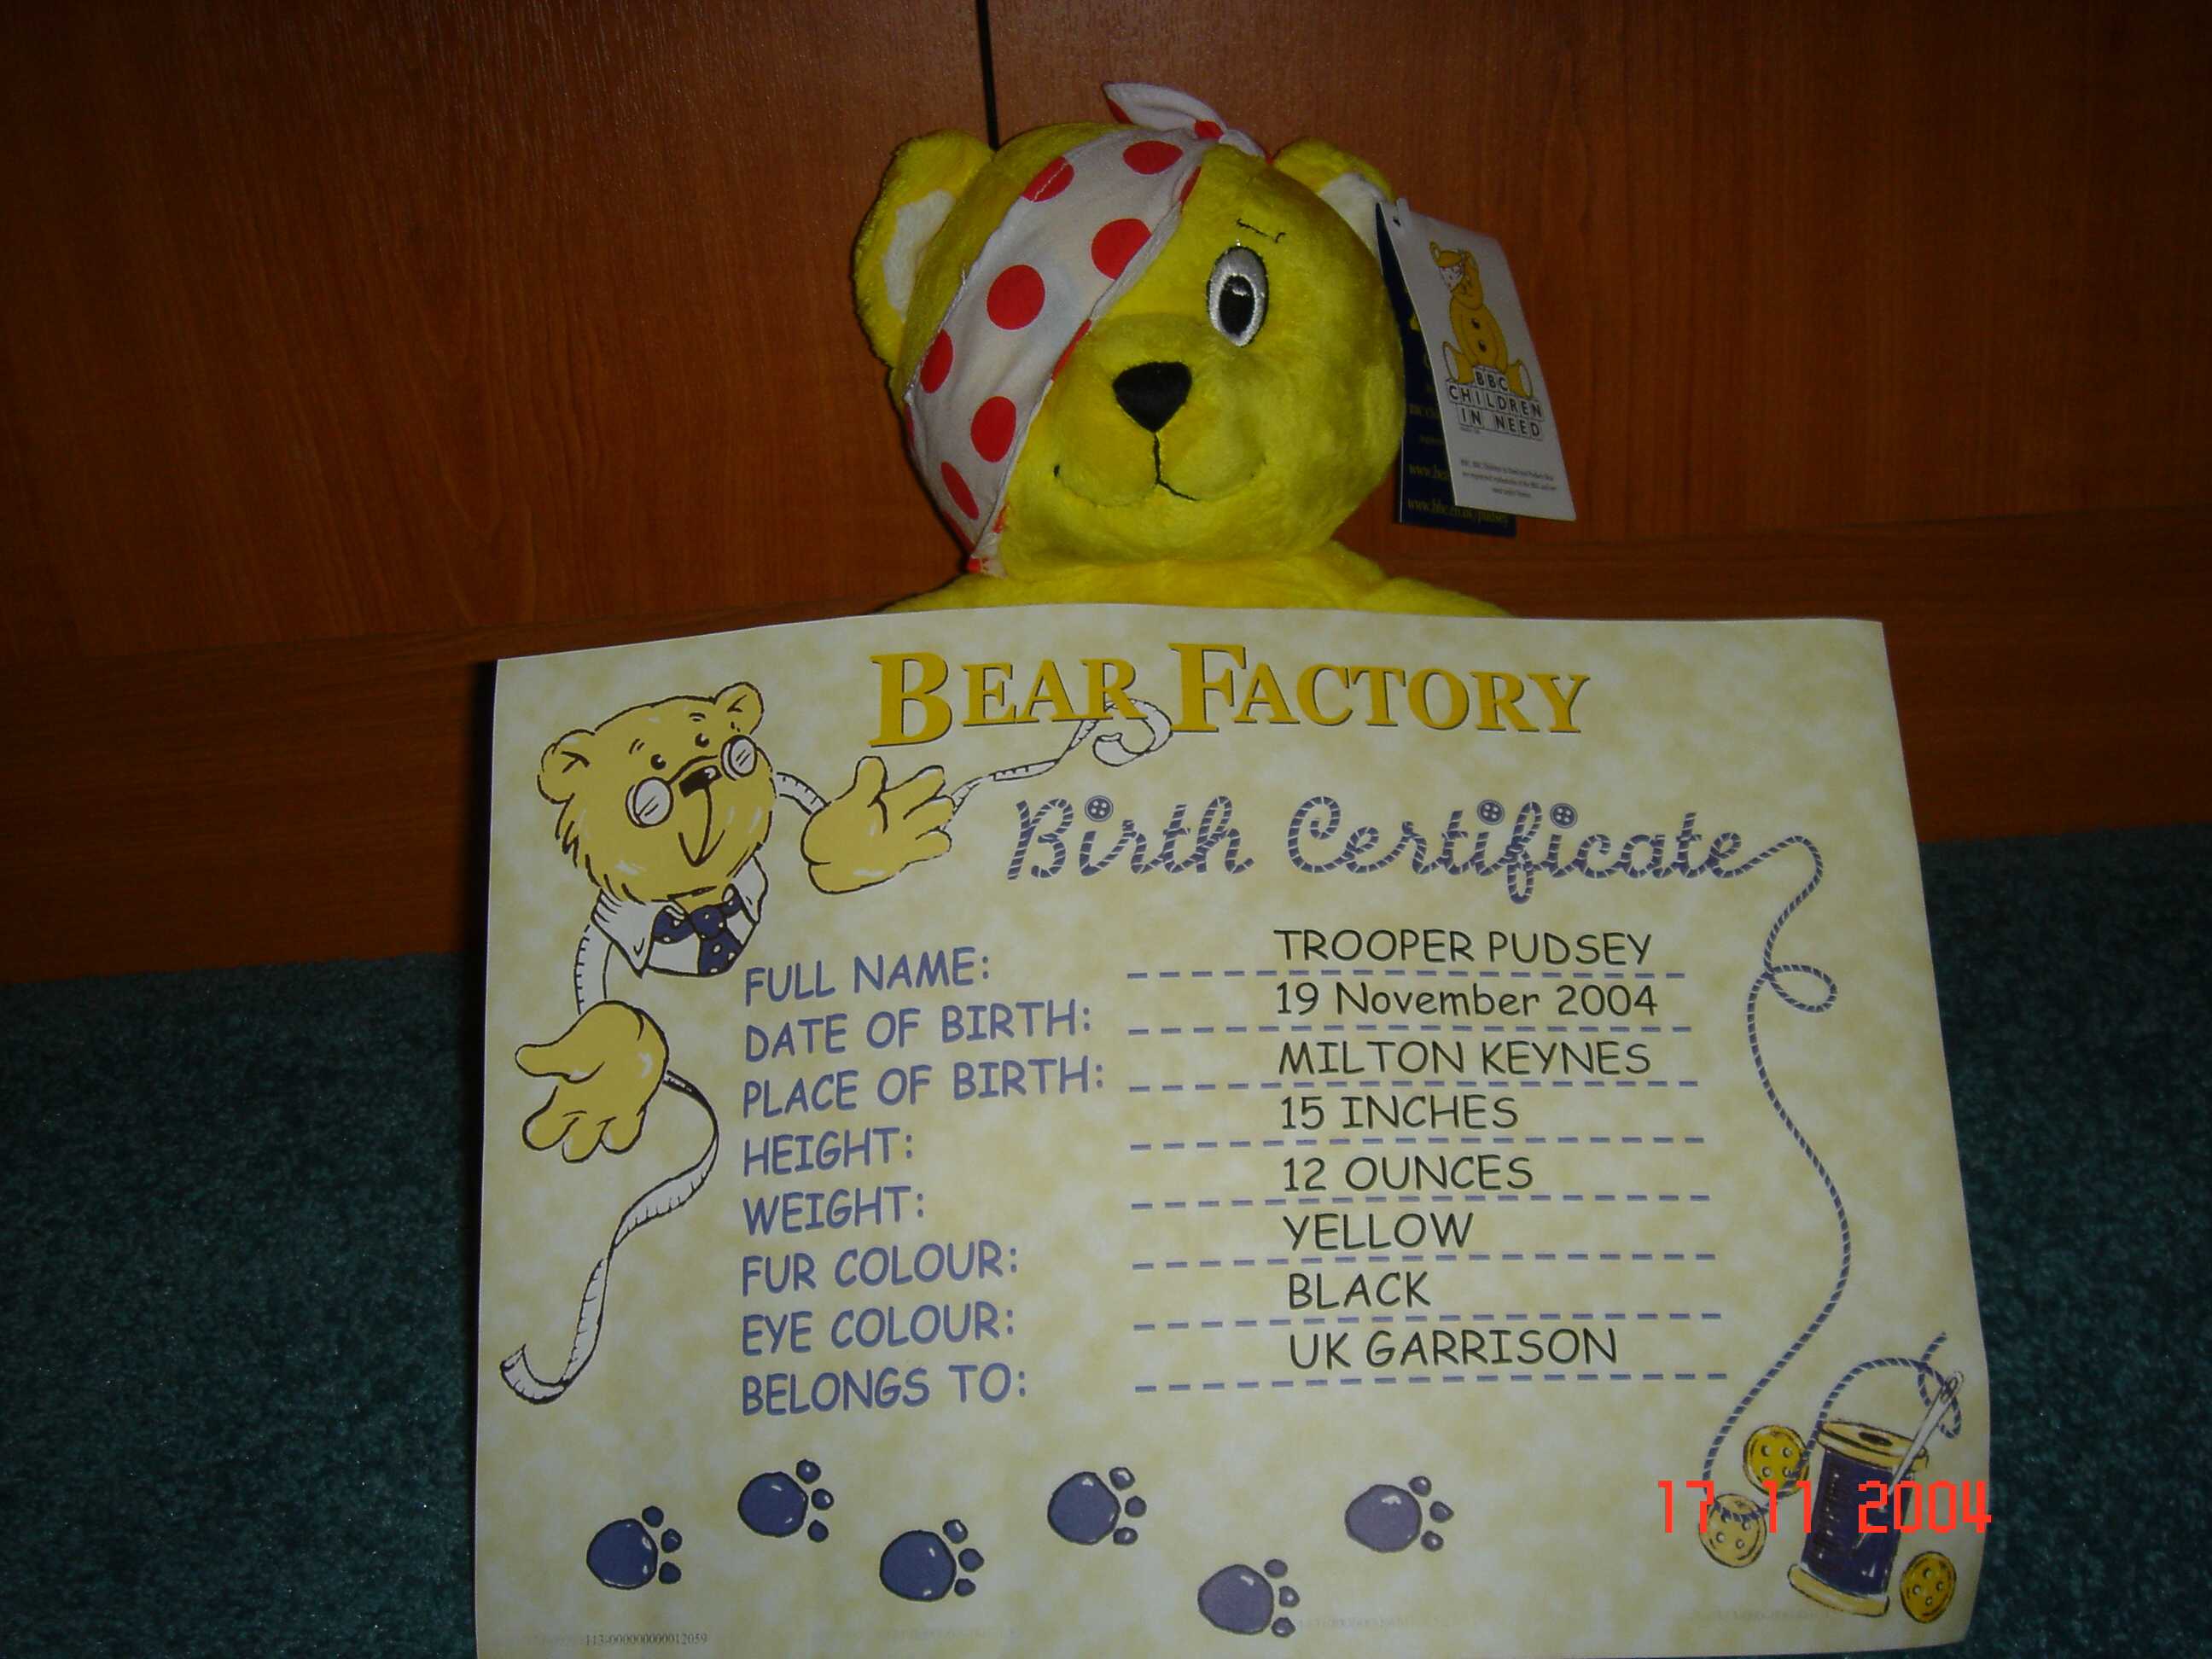 BBC
CHILDREN
IN NEED
BEAR FACTORY
Birth Certificate
FULL NAME: TROOPER PUDSEY
DATE OF BIRTH: 19 November 2004
PLACE OF BIRTH: MILTON KEYNES
HEIGHT: 15 INCHES
WEIGHT: 12 OUNCES
FUR COLOUR: YELLOW
EYE COLOUR: BLACK
BELONGS TO: UK GARRISON
17 11 2004
113-000000000012059